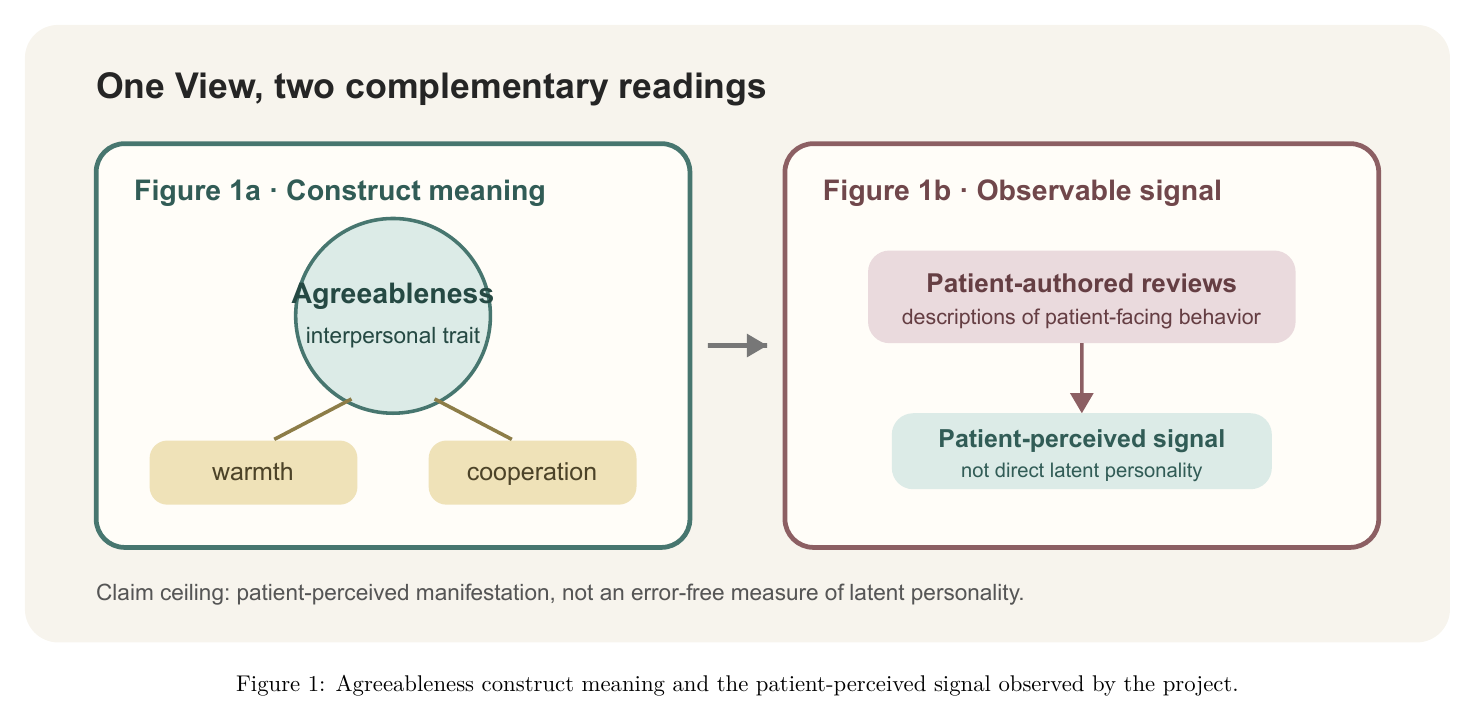 One View, two complementary readings
Figure 1a · Construct meaning
Agreeableness
interpersonal trait
warmth
cooperation
Figure 1b · Observable signal
Patient-authored reviews
descriptions of patient-facing behavior
Patient-perceived signal
not direct latent personality
Claim ceiling: patient-perceived manifestation, not an error-free measure of latent personality.
Figure 1: Agreeableness construct meaning and the patient-perceived signal observed by the project.